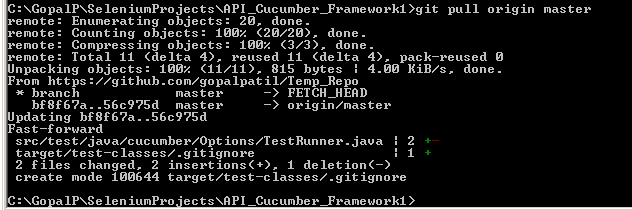 C:\GopalP\SeleniumProjects\API_Cucumber_Framework1>git pull origin master
remote: Enumerating objects: 20, done.
remote: Counting objects: 100% (20/20), done.
remote: Compressing objects: 100% (3/3), done.
remote: Total 11 (delta 4), reused 11 (delta 4), pack-reused 0
Unpacking objects: 100% (11/11), 815 bytes | 4.00 KiB/s, done.
From https://github.com/gopalpatil/Temp_Repo
 * branch            master     -> FETCH_HEAD
   bf8f67a..56c975d  master     -> origin/master
Updating bf8f67a..56c975d
Fast-forward
 src/test/java/cucumber/Options/TestRunner.java | 2 +-
 target/test-classes/.gitignore                 | 1 +
 2 files changed, 2 insertions(+), 1 deletion(-)
 create mode 100644 target/test-classes/.gitignore
C:\GopalP\SeleniumProjects\API_Cucumber_Framework1>